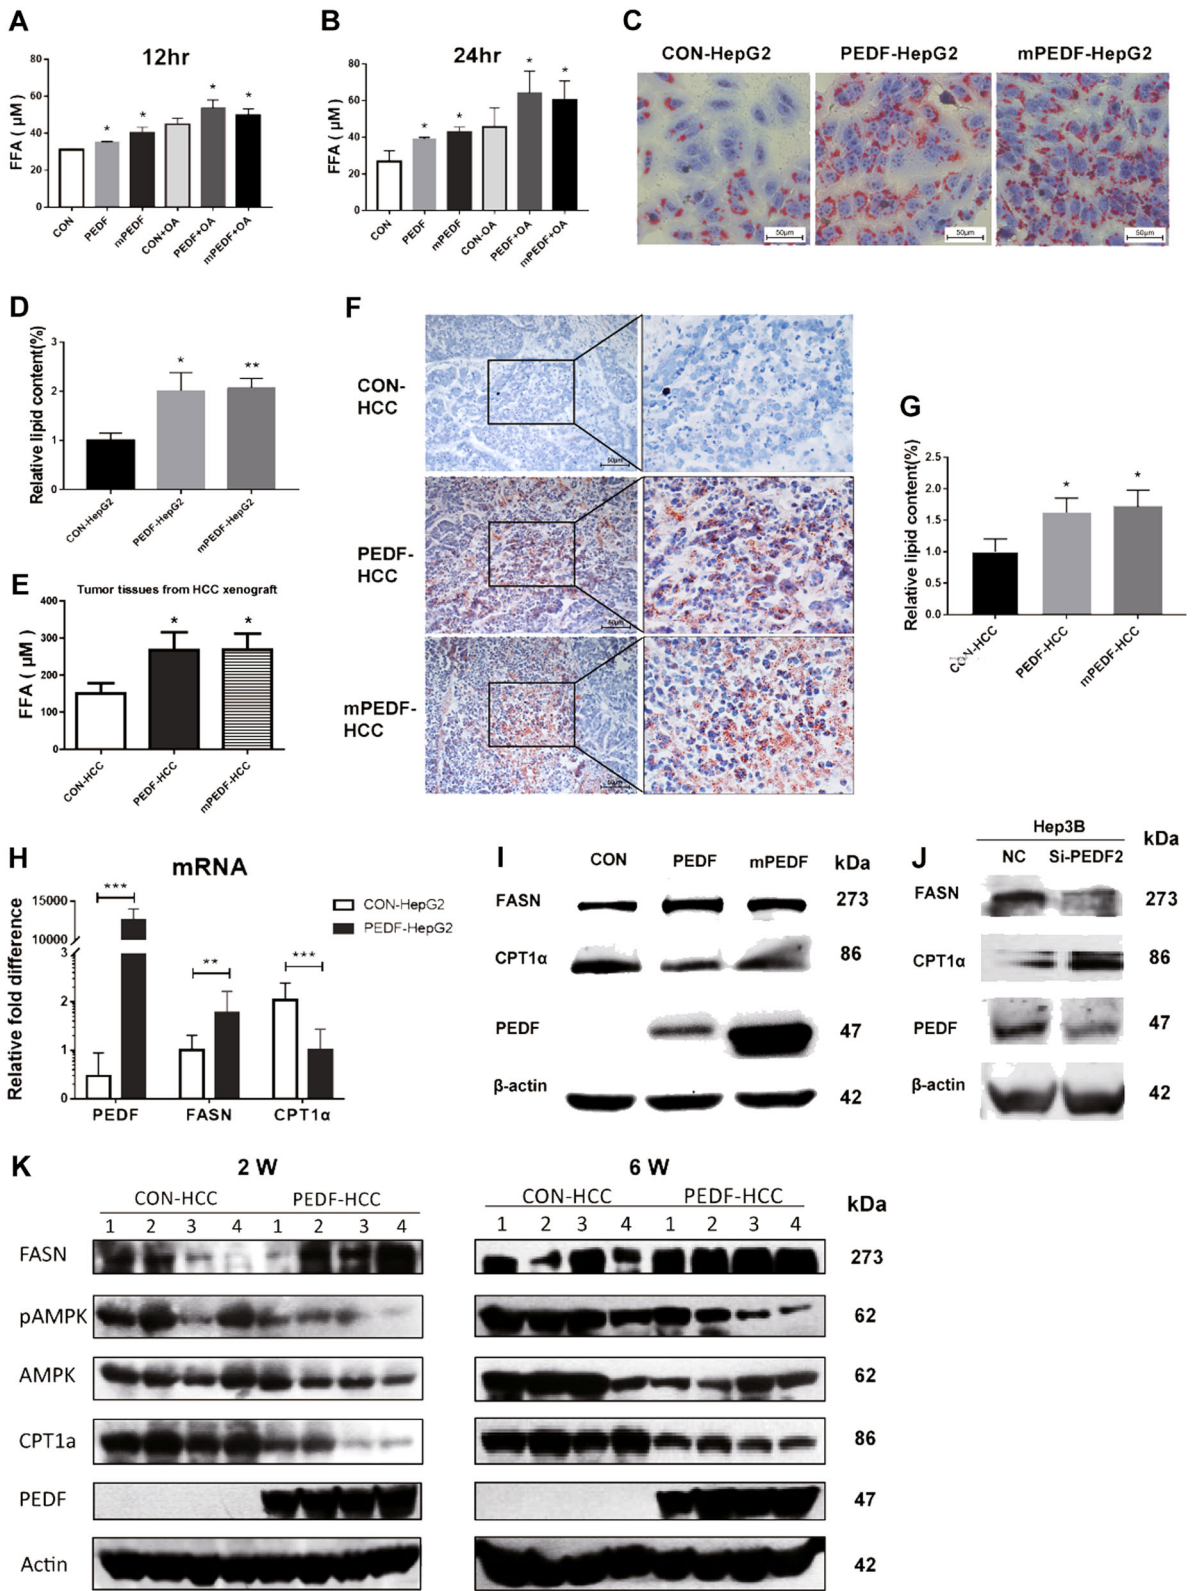 A
12hr
FFA ( μM)
80
60
40
20
0
CON
PEDF
mPEDF
CON+OA
PEDF+OA
mPEDF+OA
* * * *
B
24hr
FFA ( μM)
80
60
40
20
0
CON
PEDF
mPEDF
CON-OA
PEDF+OA
mPEDF+OA
* * * *
C
CON-HepG2 PEDF-HepG2 mPEDF-HepG2
50μm 50μm 50μm
D
Relative lipid content(%)
3
2
1
0
* **
CON-HepG2
PEDF-HepG2
mPEDF-HepG2
E
Tumor tissues from HCC xenograft
FFA ( μM)
400
300
200
100
0
* *
CON-HCC
PEDF-HCC
mPEDF-HCC
F
CON-
HCC
50μm
PEDF-
HCC
50μm
mPEDF-
HCC
50μm
G
Relative lipid content(%)
2.5
2.0
1.5
1.0
0.5
0.0
* *
CON-HCC
PEDF-HCC
mPEDF-HCC
H
mRNA
Relative fold difference
15000
10000
3
2
1
0
*** ** ***
CON-HepG2
PEDF-HepG2
PEDF FASN CPT1α
I
CON PEDF mPEDF kDa
FASN 273
CPT1α 86
PEDF 47
β-actin 42
J
Hep3B
NC Si-PEDF2 kDa
FASN 273
CPT1α 86
PEDF 47
β-actin 42
K
2 W 6 W
CON-HCC PEDF-HCC CON-HCC PEDF-HCC kDa
1 2 3 4 1 2 3 4 1 2 3 4 1 2 3 4
FASN 273
pAMPK 62
AMPK 62
CPT1a 86
PEDF 47
Actin 42